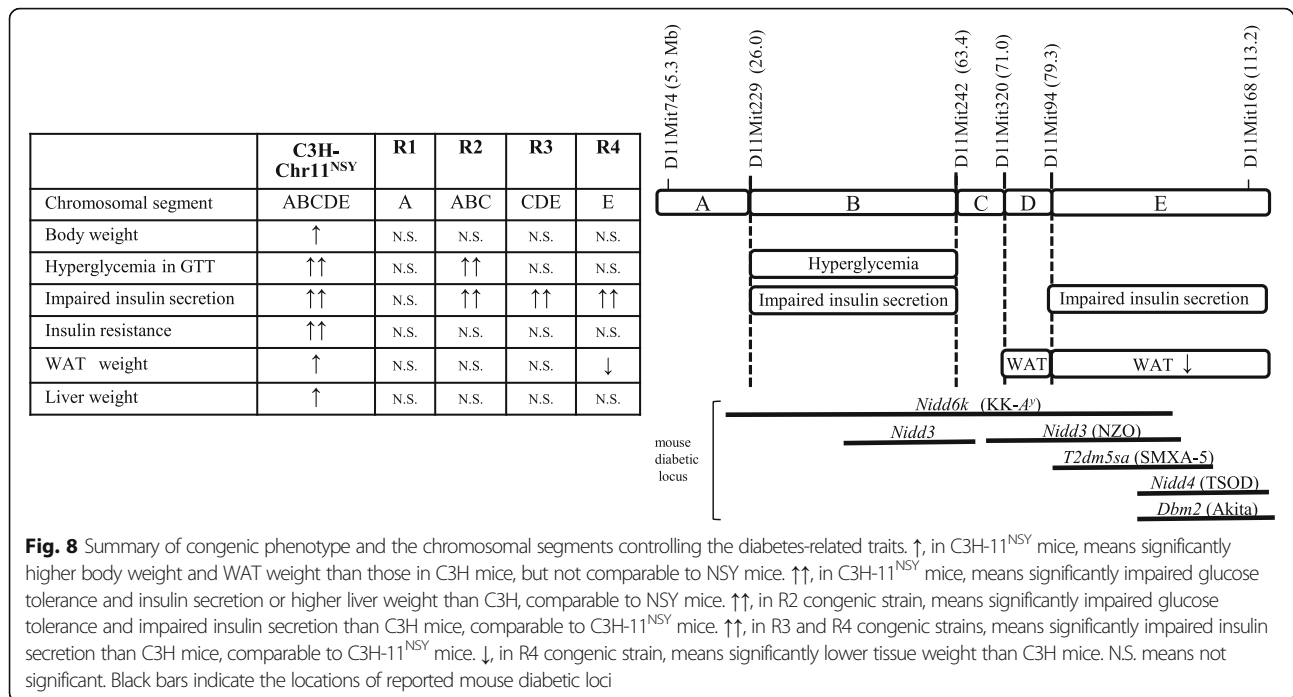 C3H-Chr11^NSY R1 R2 R3 R4
Chromosomal segment ABCDE A ABC CDE E
Body weight ↑ N.S. N.S. N.S. N.S.
Hyperglycemia in GTT ↑↑ N.S. ↑↑ N.S. N.S.
Impaired insulin secretion ↑↑ N.S. ↑↑ ↑↑ ↑↑
Insulin resistance ↑↑ N.S. N.S. N.S. N.S.
WAT weight ↑ N.S. N.S. N.S. ↓
Liver weight ↑ N.S. N.S. N.S. N.S.
D11Mit74 (5.3 Mb)
D11Mit229 (26.0)
D11Mit242 (63.4)
D11Mit320 (71.0)
D11Mit94 (79.3)
D11Mit168 (113.2)
A B C D E
Hyperglycemia
Impaired insulin secretion Impaired insulin secretion
WAT WAT ↓
mouse
diabetic
locus
Nidd6k (KK-A^y)
Nidd3 Nidd3 (NZO)
T2dm5sa (SMXA-5)
Nidd4 (TSOD)
Dbm2 (Akita)
Fig. 8 Summary of congenic phenotype and the chromosomal segments controlling the diabetes-related traits. ↑, in C3H-11^NSY mice, means significantly
higher body weight and WAT weight than those in C3H mice, but not comparable to NSY mice. ↑↑, in C3H-11^NSY mice, means significantly impaired glucose
tolerance and insulin secretion or higher liver weight than C3H, comparable to NSY mice. ↑↑, in R2 congenic strain, means significantly impaired glucose
tolerance and impaired insulin secretion than C3H mice, comparable to C3H-11^NSY mice. ↑↑, in R3 and R4 congenic strains, means significantly impaired insulin
secretion than C3H mice, comparable to C3H-11^NSY mice. ↓, in R4 congenic strain, means significantly lower tissue weight than C3H mice. N.S. means not
significant. Black bars indicate the locations of reported mouse diabetic loci